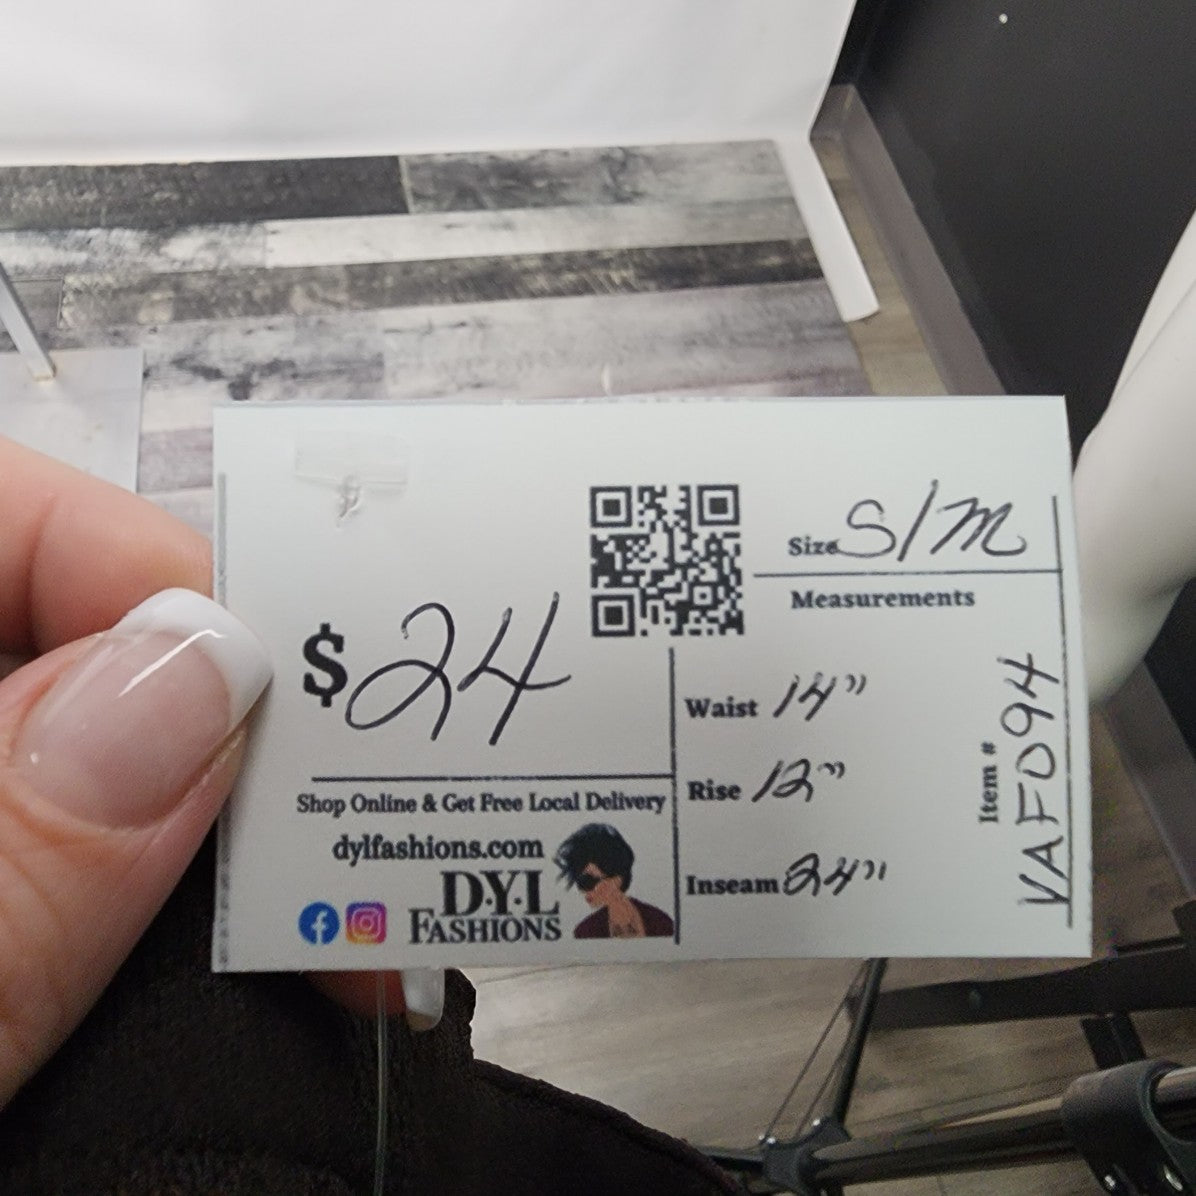 Size S/M
Measurements
$24
Waist 14"
Rise 12"
Inseam 24"
Item # VAF094
Shop Online & Get Free Local Delivery
dylfashions.com
D·Y·L
FASHIONS